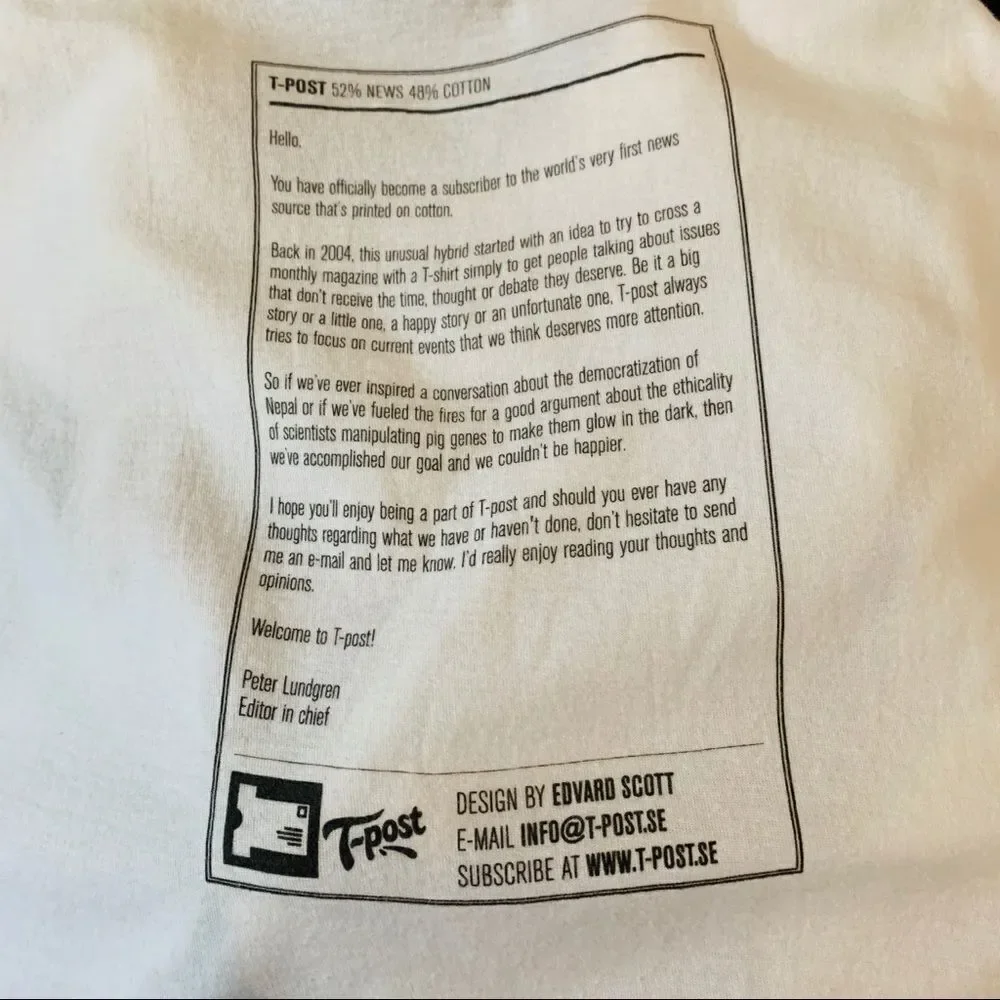 T-POST 52% NEWS 48% COTTON
Hello,
You have officially become a subscriber to the world's very first news
source that's printed on cotton.
Back in 2004, this unusual hybrid started with an idea to try to cross a
monthly magazine with a T-shirt simply to get people talking about issues
that don't receive the time, thought or debate they deserve. Be it a big
story or a little one, a happy story or an unfortunate one, T-post always
tries to focus on current events that we think deserves more attention.
So if we've ever inspired a conversation about the democratization of
Nepal or if we've fueled the fires for a good argument about the ethicality
of scientists manipulating pig genes to make them glow in the dark, then
we've accomplished our goal and we couldn't be happier.
I hope you'll enjoy being a part of T-post and should you ever have any
thoughts regarding what we have or haven't done, don't hesitate to send
me an e-mail and let me know. I'd really enjoy reading your thoughts and
opinions.
Welcome to T-post!
Peter Lundgren
Editor in chief
T-post
DESIGN BY EDVARD SCOTT
E-MAIL INFO@T-POST.SE
SUBSCRIBE AT WWW.T-POST.SE